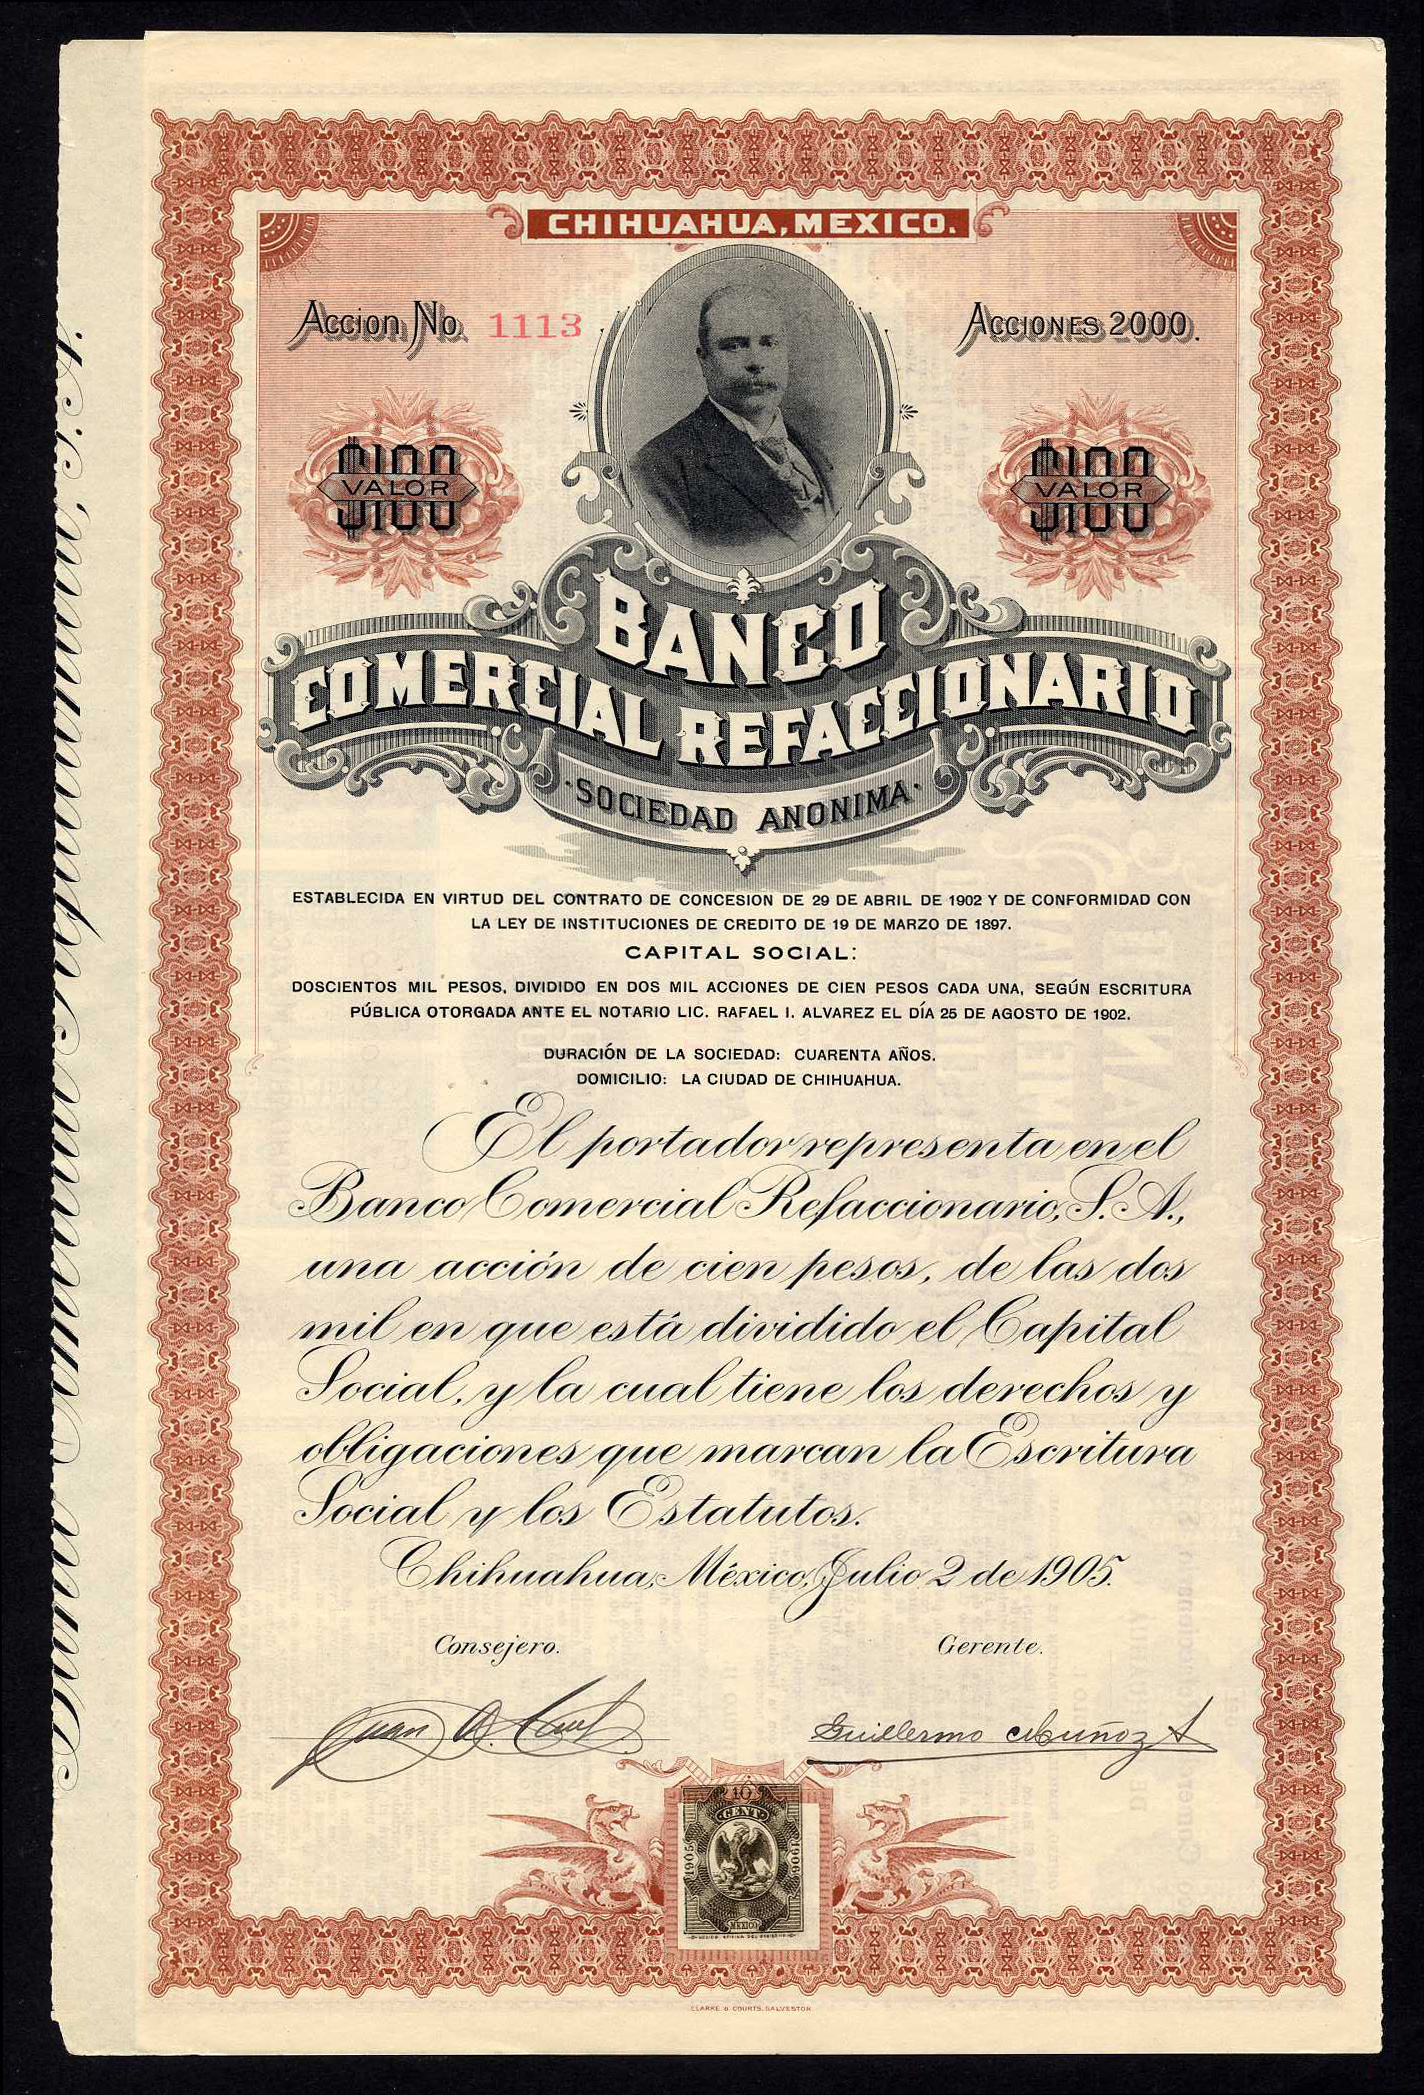 CHIHUAHUA, MEXICO.
Accion No. 1113
ACCIONES 2000.
$100
VALOR
$100
VALOR
BANCO
COMERCIAL REFACCIONARIO
·SOCIEDAD ANONIMA·
ESTABLECIDA EN VIRTUD DEL CONTRATO DE CONCESION DE 29 DE ABRIL DE 1902 Y DE CONFORMIDAD CON
LA LEY DE INSTITUCIONES DE CREDITO DE 19 DE MARZO DE 1897.
CAPITAL SOCIAL:
DOSCIENTOS MIL PESOS, DIVIDIDO EN DOS MIL ACCIONES DE CIEN PESOS CADA UNA, SEGÚN ESCRITURA
PÚBLICA OTORGADA ANTE EL NOTARIO LIC. RAFAEL I. ALVAREZ EL DÍA 25 DE AGOSTO DE 1902.
DURACIÓN DE LA SOCIEDAD: CUARENTA AÑOS.
DOMICILIO: LA CIUDAD DE CHIHUAHUA.
El portador representa en el
Banco Comercial Refaccionario, S. A.,
una acción de cien pesos, de las dos
mil en que está dividido el Capital
Social, y la cual tiene los derechos y
obligaciones que marcan la Escritura
Social y los Estatutos.
Chihuahua, México, Julio 2 de 1905.
Consejero.
Gerente.
Juan A.
Guillermo Muñoz
10
CENT.
1905
1906
MEXICO
CLARKE & COURTS, GALVESTON